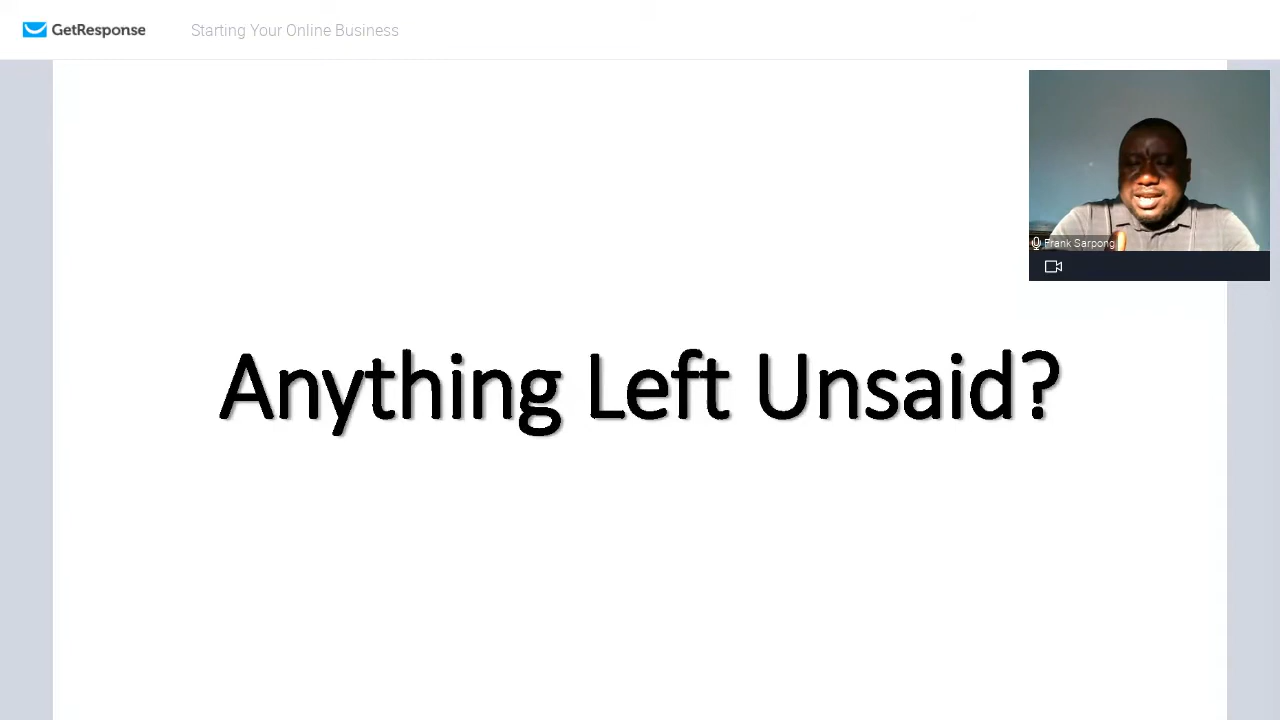 GetResponse
Starting Your Online Business
Frank Sarpong
Anything Left Unsaid?